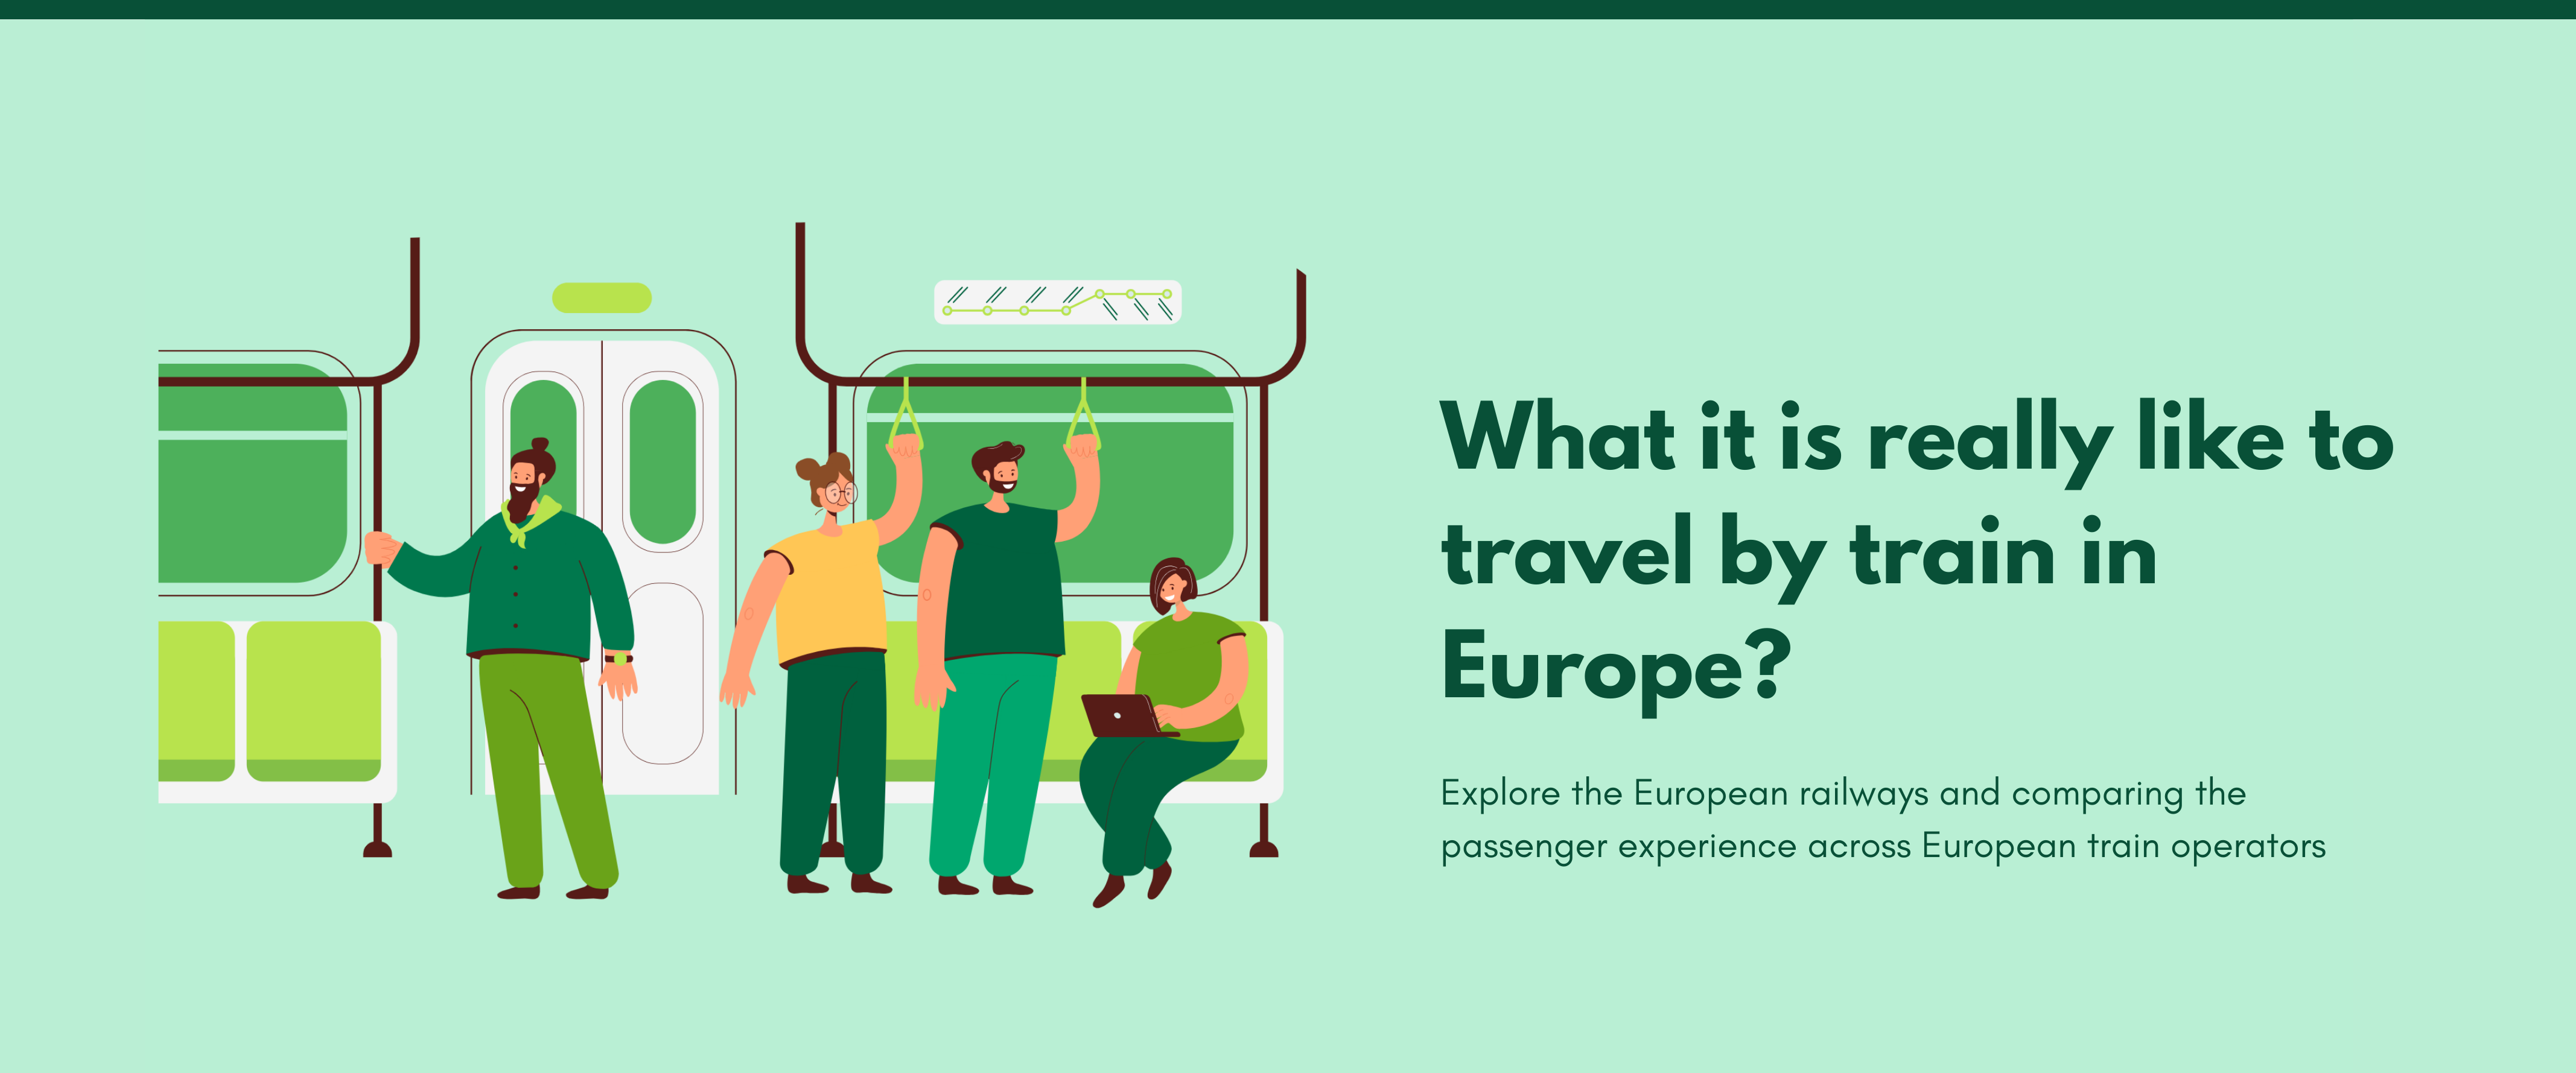 What it is really like to
travel by train in
Europe?
Explore the European railways and comparing the
passenger experience across European train operators